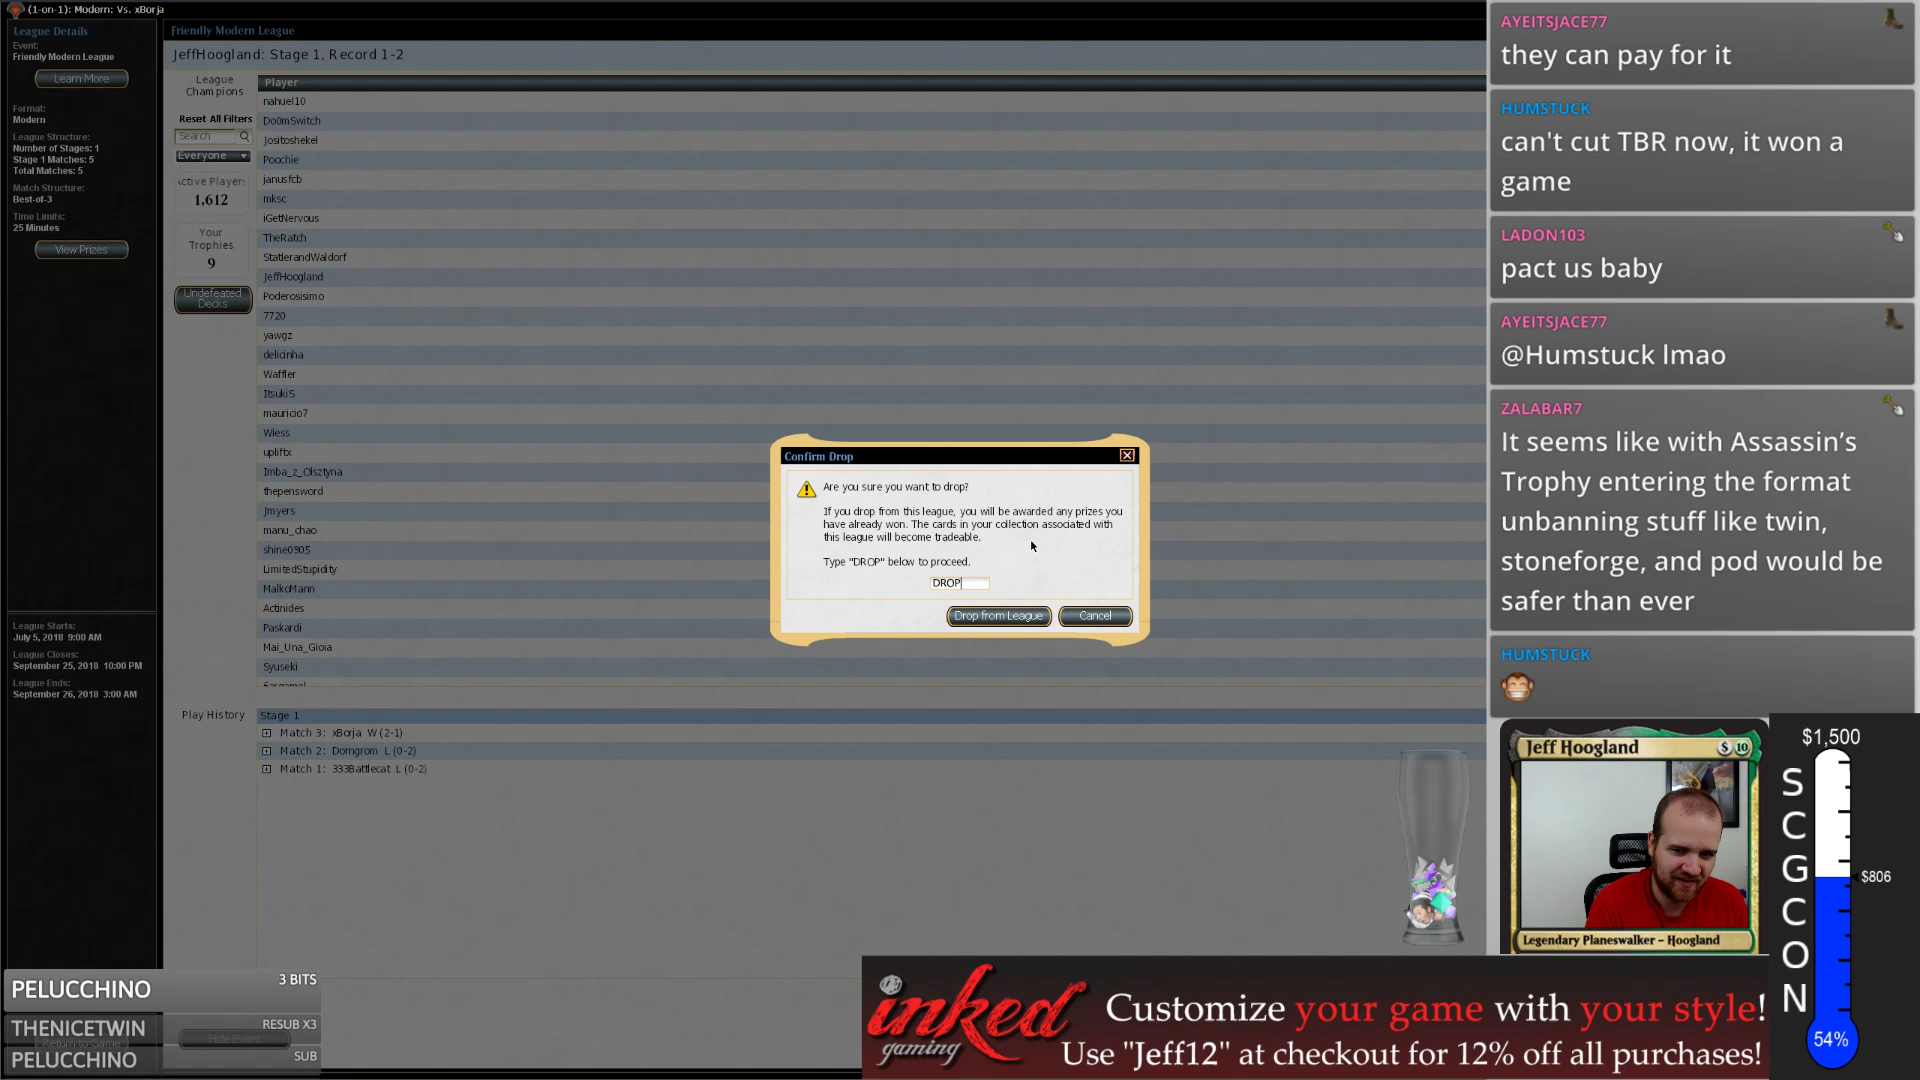 (1-on-1): Modern: Vs. xBorja
League Details
Event:
Friendly Modern League
Learn More
Format:
Modern
League Structure:
Number of Stages: 1
Stage 1 Matches: 5
Total Matches: 5
Match Structure:
Best-of-3
Time Limits:
25 Minutes
View Prizes
League Starts:
July 5, 2018 9:00 AM
League Closes:
September 25, 2018 10:00 PM
League Ends:
September 26, 2018 3:00 AM
Friendly Modern League
JeffHoogland: Stage 1, Record 1-2
League
Champions
Reset All Filters
Search
Everyone
Active Players
1,612
Your
Trophies
9
Undefeated
Decks
Player
nahuel10
Do0mSwitch
Jositoshekel
Poochie
janusfcb
mksc
iGetNervous
TheRatch
StatlerandWaldorf
JeffHoogland
Poderosisimo
7720
yawgz
delicinha
Waffler
ItsukiS
mauricio7
Wiess
upliftx
Imba_z_Olsztyna
thepensword
Jmyers
manu_chao
shine0905
LimitedStupidity
MalkoMann
Actinides
Paskardi
Mai_Una_Gioia
Syuseki
Play History
Stage 1
Match 3: xBorja W (2-1)
Match 2: Domgrom L (0-2)
Match 1: 333Battlecat L (0-2)
Confirm Drop
Are you sure you want to drop?
If you drop from this league, you will be awarded any prizes you
have already won. The cards in your collection associated with
this league will become tradeable.
Type "DROP" below to proceed.
DROP
Drop from League
Cancel
AYEITSJACE77
they can pay for it
HUMSTUCK
can't cut TBR now, it won a
game
LADON103
pact us baby
AYEITSJACE77
@Humstuck lmao
ZALABAR7
It seems like with Assassin's
Trophy entering the format
unbanning stuff like twin,
stoneforge, and pod would be
safer than ever
HUMSTUCK
Jeff Hoogland
$ 10
Legendary Planeswalker - Hoogland
$1,500
SCGCON
$806
54%
PELUCCHINO 3 BITS
THENICETWIN RESUB X3
Return to Game
Hide Event
PELUCCHINO SUB
inked
gaming
Customize your game with your style!
Use "Jeff12" at checkout for 12% off all purchases!